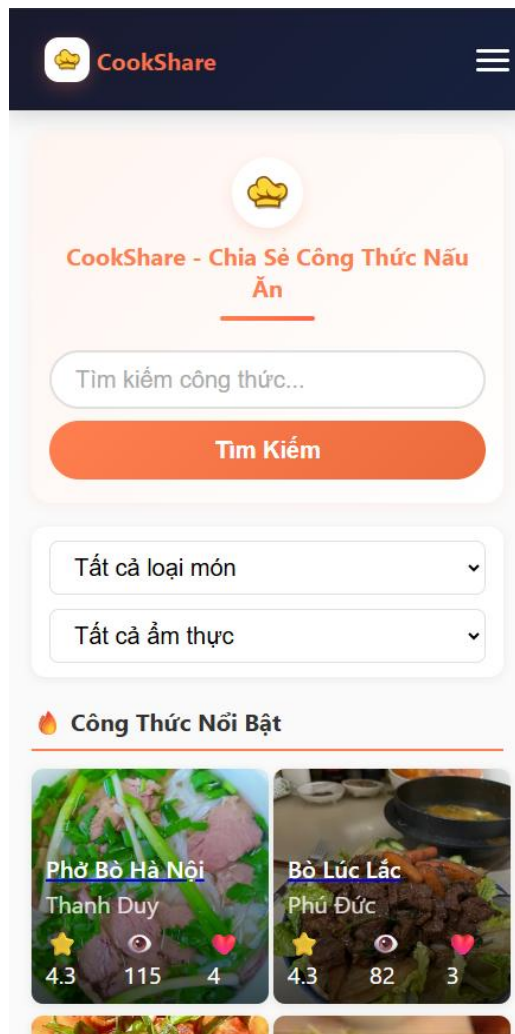 CookShare
CookShare - Chia Sẻ Công Thức Nấu
Ăn
Tìm kiếm công thức...
Tìm Kiếm
Tất cả loại món
Tất cả ẩm thực
Công Thức Nổi Bật
Phở Bò Hà Nội
Thanh Duy
4.3 115 4
Bò Lúc Lắc
Phú Đức
4.3 82 3